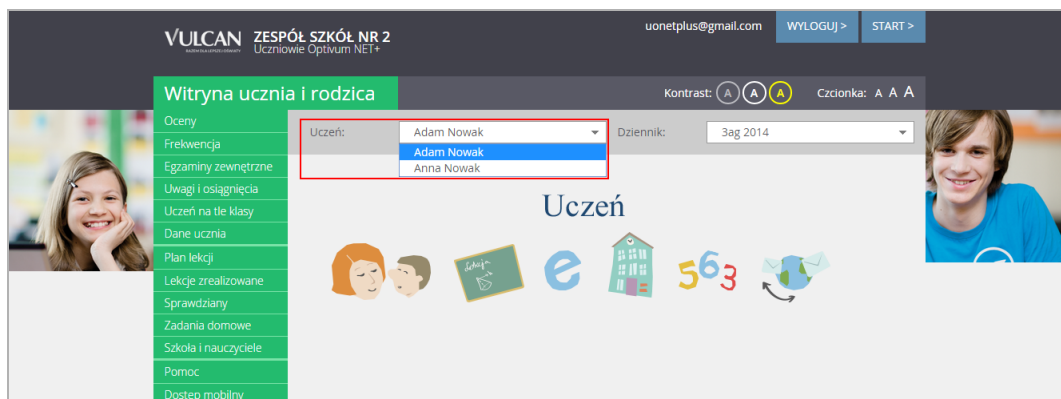 VULCAN ZESPÓŁ SZKÓŁ NR 2
Uczniowie Optivum NET+
uonetplus@gmail.com
WYLOGUJ >
START >
Witryna ucznia i rodzica
Kontrast: A A A
Czcionka: A A A
Oceny
Frekwencja
Egzaminy zewnętrzne
Uwagi i osiągnięcia
Uczeń na tle klasy
Dane ucznia
Plan lekcji
Lekcje zrealizowane
Sprawdziany
Zadania domowe
Szkoła i nauczyciele
Pomoc
Dostęp mobilny
Uczeń: Adam Nowak
Adam Nowak
Anna Nowak
Dziennik: 3ag 2014
Uczeń
e
563